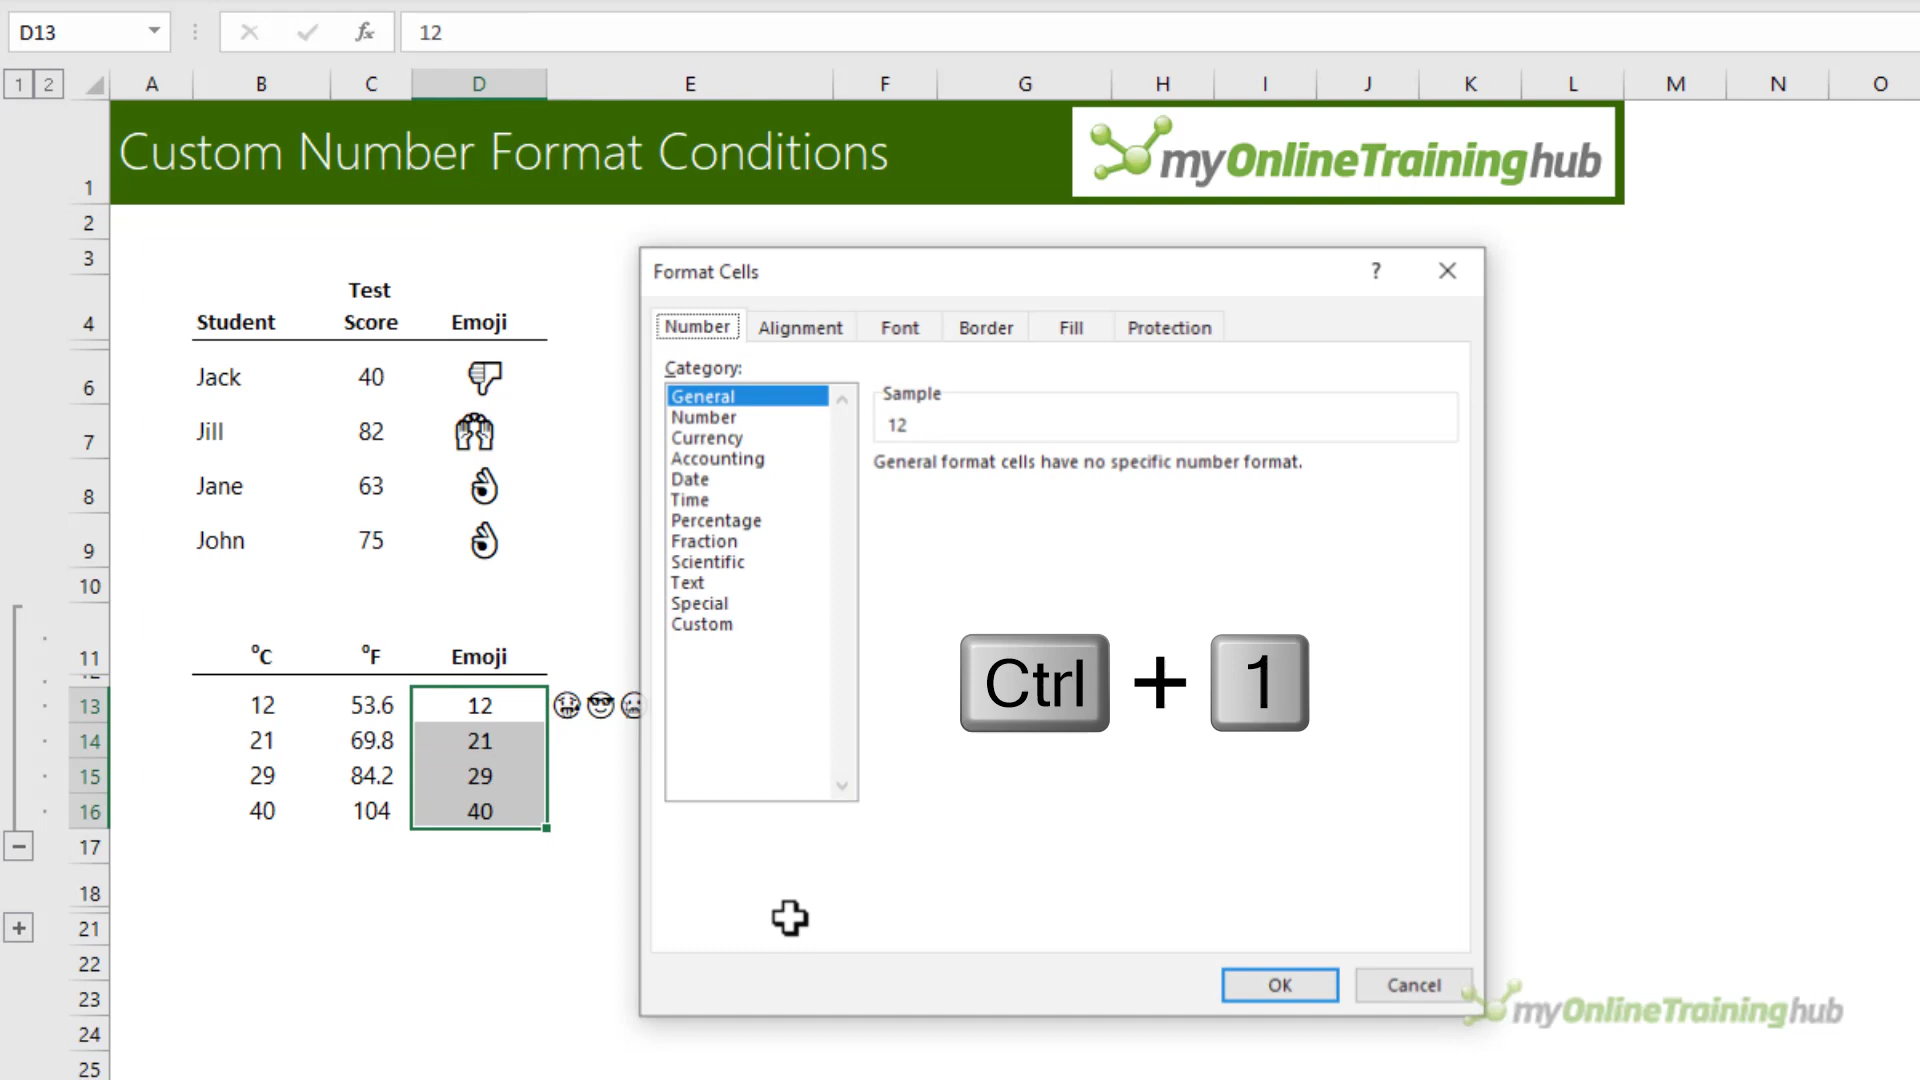 D13
fx
12
1 2
A B C D E F G H I J K L M N O
Custom Number Format Conditions
myOnlineTraininghub
1
2
3
4
6
7
8
9
10
11
13
14
15
16
17
18
21
22
23
24
25
Student Test Score Emoji
Jack 40
Jill 82
Jane 63
John 75
ºC ºF Emoji
12 53.6 12
21 69.8 21
29 84.2 29
40 104 40
Format Cells
?
Number Alignment Font Border Fill Protection
Category:
General
Number
Currency
Accounting
Date
Time
Percentage
Fraction
Scientific
Text
Special
Custom
Sample
12
General format cells have no specific number format.
Ctrl + 1
OK Cancel
myOnlineTraininghub